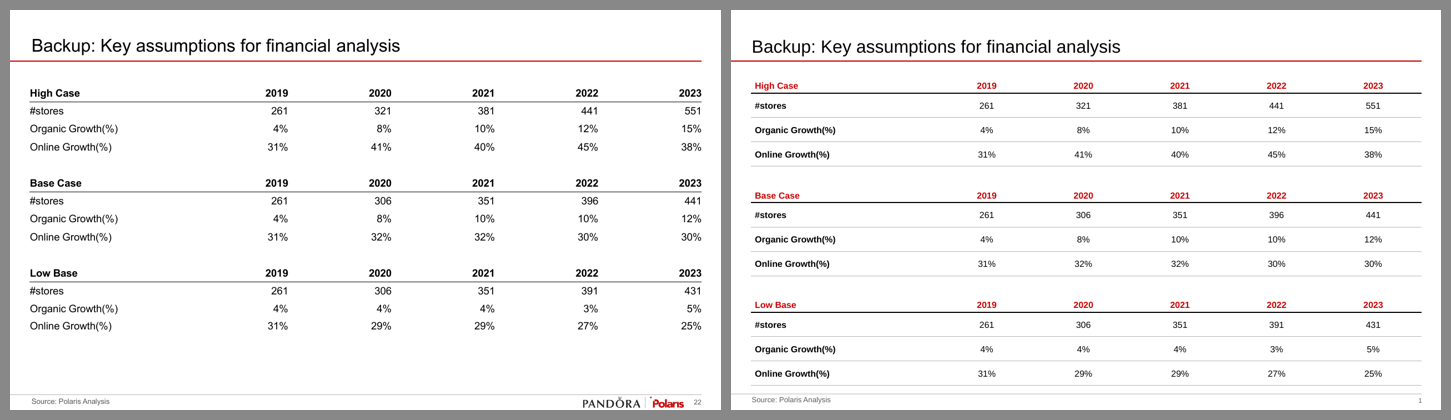 Backup: Key assumptions for financial analysis
High Case 2019 2020 2021 2022 2023
#stores 261 321 381 441 551
Organic Growth(%) 4% 8% 10% 12% 15%
Online Growth(%) 31% 41% 40% 45% 38%
Base Case 2019 2020 2021 2022 2023
#stores 261 306 351 396 441
Organic Growth(%) 4% 8% 10% 10% 12%
Online Growth(%) 31% 32% 32% 30% 30%
Low Base 2019 2020 2021 2022 2023
#stores 261 306 351 391 431
Organic Growth(%) 4% 4% 4% 3% 5%
Online Growth(%) 31% 29% 29% 27% 25%
Source: Polaris Analysis PANDÓRA Polaris 22
Backup: Key assumptions for financial analysis
High Case 2019 2020 2021 2022 2023
#stores 261 321 381 441 551
Organic Growth(%) 4% 8% 10% 12% 15%
Online Growth(%) 31% 41% 40% 45% 38%
Base Case 2019 2020 2021 2022 2023
#stores 261 306 351 396 441
Organic Growth(%) 4% 8% 10% 10% 12%
Online Growth(%) 31% 32% 32% 30% 30%
Low Base 2019 2020 2021 2022 2023
#stores 261 306 351 391 431
Organic Growth(%) 4% 4% 4% 3% 5%
Online Growth(%) 31% 29% 29% 27% 25%
Source: Polaris Analysis 1